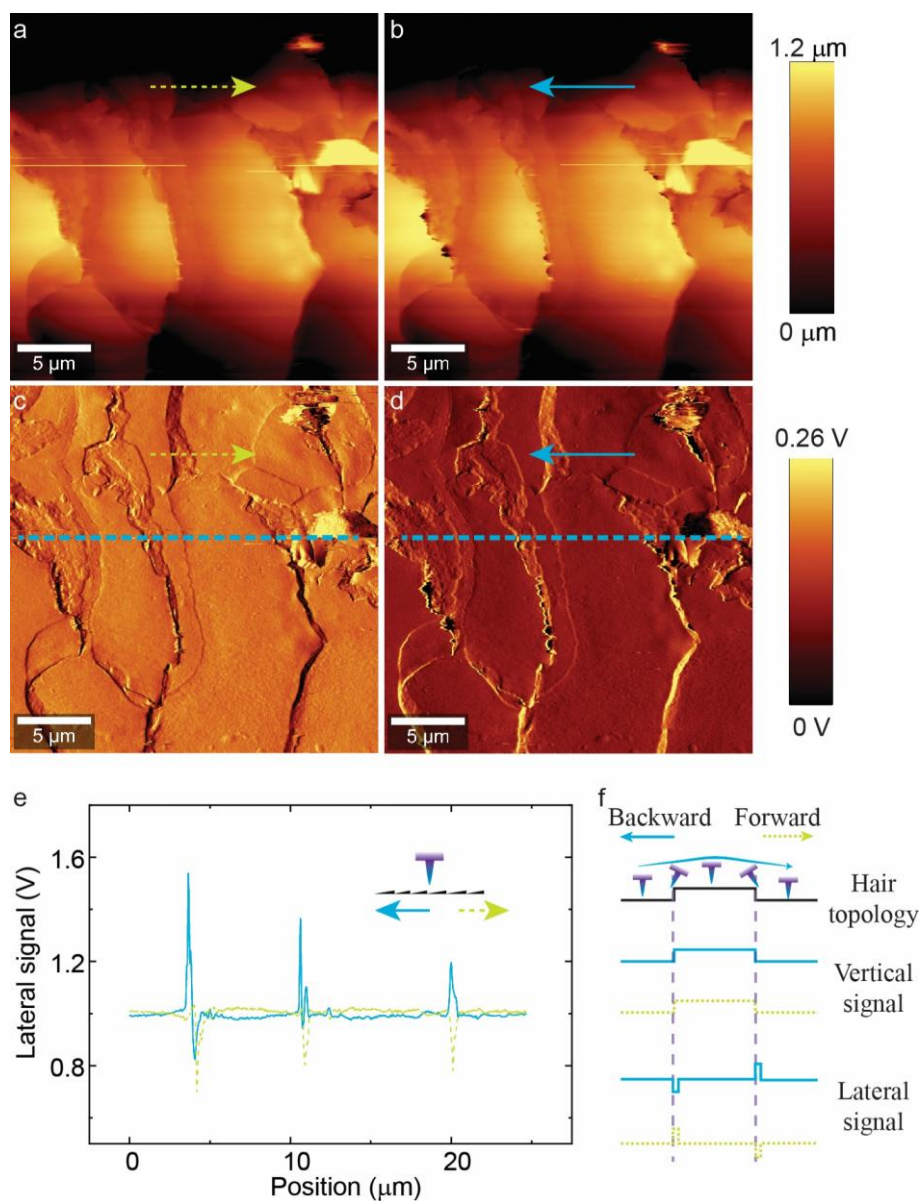 a
b
1.2 μm
0 μm
5 μm
5 μm
c
d
0.26 V
0 V
5 μm
5 μm
e
Lateral signal (V)
1.6
1.2
0.8
0
10
20
Position (μm)
f
Backward
Forward
Hair
topology
Vertical
signal
Lateral
signal